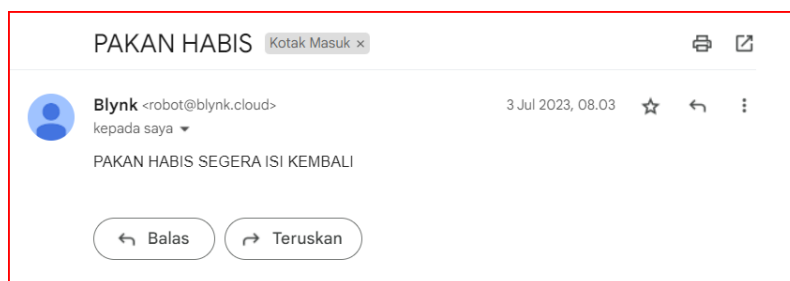 PAKAN HABIS Kotak Masuk ×
Blynk <robot@blynk.cloud> 3 Jul 2023, 08.03
kepada saya
PAKAN HABIS SEGERA ISI KEMBALI
Balas Teruskan